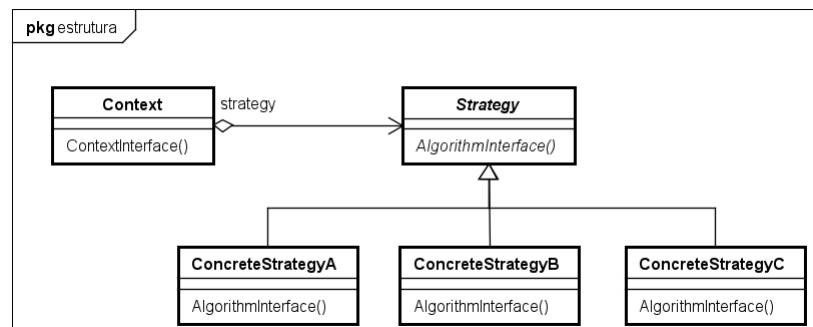 pkg estrutura
Context
strategy
Strategy
ContextInterface()
AlgorithmInterface()
ConcreteStrategyA
ConcreteStrategyB
ConcreteStrategyC
AlgorithmInterface()
AlgorithmInterface()
AlgorithmInterface()